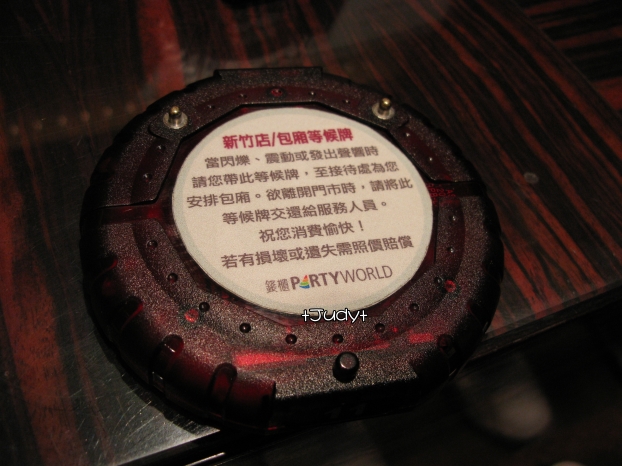 新竹店/包廂等候牌
當閃爍、震動或發出聲響時
請您帶此等候牌，至接待處為您
安排包廂。欲離開門市時，請將此
等候牌交還給服務人員。
祝您消費愉快！
若有損壞或遺失需照價賠償
錢櫃 PARTYWORLD
+Judy+